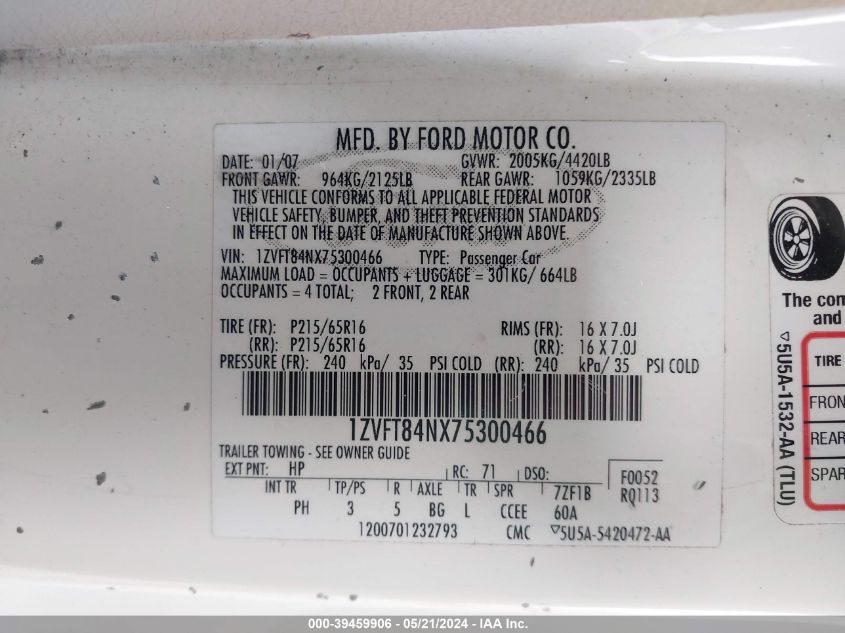 MFD. BY FORD MOTOR CO.
DATE: 01/07 GVWR: 2005KG/4420LB
FRONT GAWR: 964KG/2125LB REAR GAWR: 1059KG/2335LB
THIS VEHICLE CONFORMS TO ALL APPLICABLE FEDERAL MOTOR
VEHICLE SAFETY, BUMPER, AND THEFT PREVENTION STANDARDS
IN EFFECT ON THE DATE OF MANUFACTURE SHOWN ABOVE.
VIN: 1ZVFT84NX75300466 TYPE: Passenger Car
MAXIMUM LOAD = OCCUPANTS + LUGGAGE = 301KG/ 664LB
OCCUPANTS = 4 TOTAL; 2 FRONT, 2 REAR
TIRE (FR): P215/65R16 RIMS (FR): 16 X 7.0J
(RR): P215/65R16 (RR): 16 X 7.0J
PRESSURE (FR): 240 kPa/ 35 PSI COLD (RR): 240 kPa/ 35 PSI COLD
1ZVFT84NX75300466
TRAILER TOWING - SEE OWNER GUIDE
EXT PNT: HP RC: 71 DSO: F0052
INT TR TP/PS R AXLE TR SPR 7ZF1B RQ113
PH 3 5 BG L CCEE 60A
1200701232793 CMC ▽5U5A-5420472-AA
The com
and
TIRE
FRON
REAR
SPAR
▽5U5A-1532-AA (TLU)
000-39459906 - 05/21/2024 - IAA Inc.